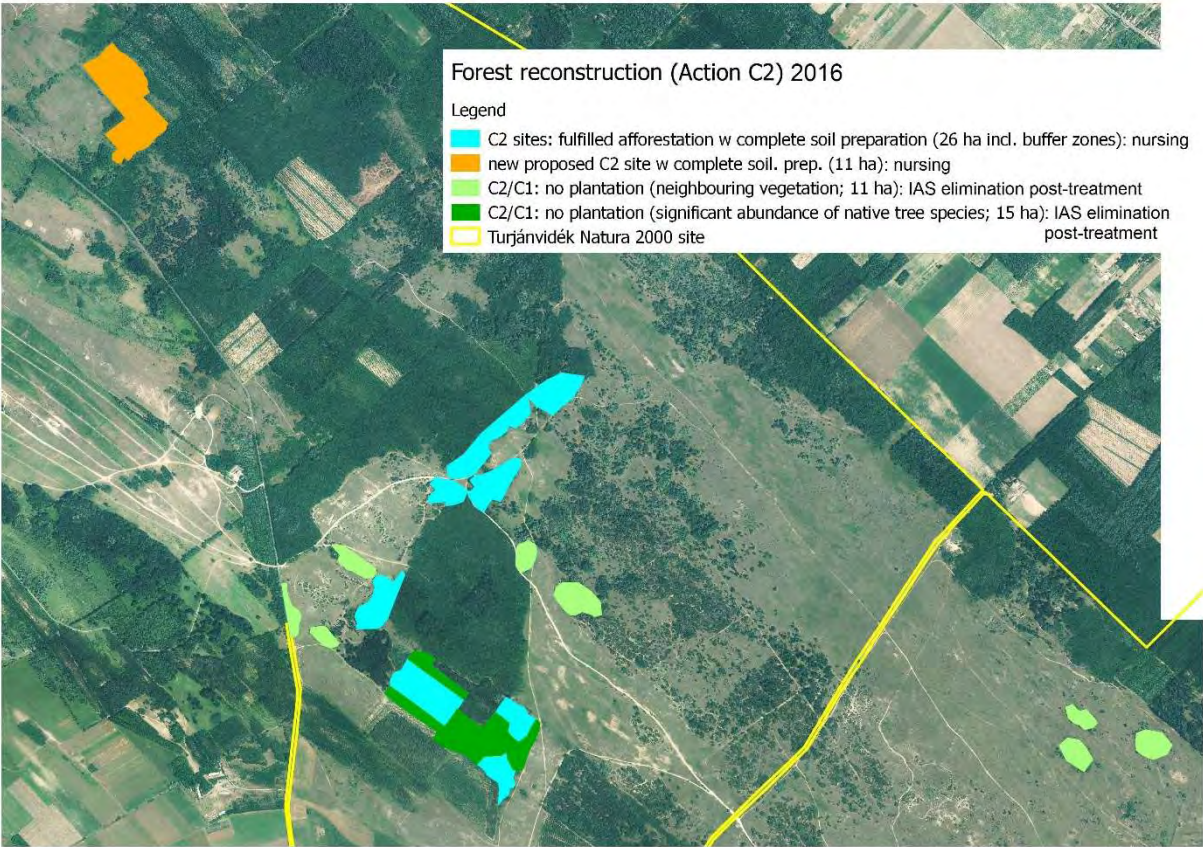 Forest reconstruction (Action C2) 2016
Legend
C2 sites: fulfilled afforestation w complete soil preparation (26 ha incl. buffer zones): nursing
new proposed C2 site w complete soil. prep. (11 ha): nursing
C2/C1: no plantation (neighbouring vegetation; 11 ha): IAS elimination post-treatment
C2/C1: no plantation (significant abundance of native tree species; 15 ha): IAS elimination
post-treatment
Turjánvidék Natura 2000 site